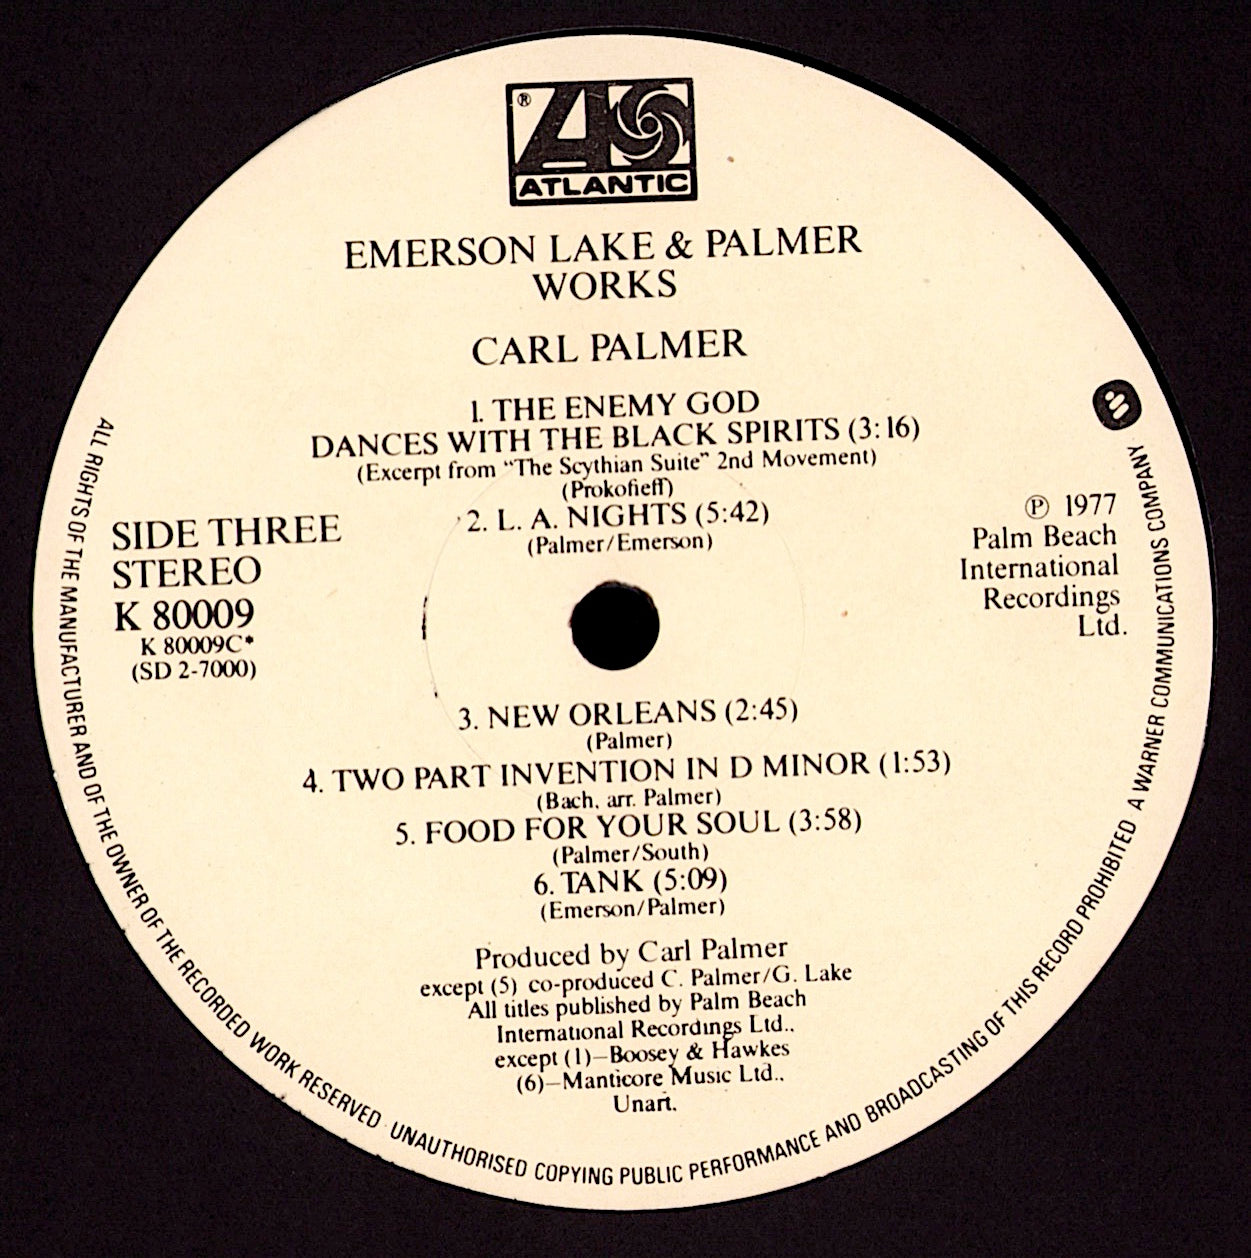 ®
ATLANTIC
EMERSON LAKE & PALMER
WORKS
CARL PALMER
1. THE ENEMY GOD
DANCES WITH THE BLACK SPIRITS (3:16)
(Excerpt from “The Scythian Suite” 2nd Movement)
(Prokofieff)
2. L. A. NIGHTS (5:42)
(Palmer/Emerson)
SIDE THREE
STEREO
K 80009
K 80009C*
(SD 2-7000)
℗ 1977
Palm Beach
International
Recordings
Ltd.
3. NEW ORLEANS (2:45)
(Palmer)
4. TWO PART INVENTION IN D MINOR (1:53)
(Bach, arr. Palmer)
5. FOOD FOR YOUR SOUL (3:58)
(Palmer/South)
6. TANK (5:09)
(Emerson/Palmer)
Produced by Carl Palmer
except (5) co-produced C. Palmer/G. Lake
All titles published by Palm Beach
International Recordings Ltd.,
except (1)–Boosey & Hawkes
(6)–Manticore Music Ltd.,
Unart.
ALL RIGHTS OF THE MANUFACTURER AND OF THE OWNER OF THE RECORDED WORK RESERVED UNAUTHORISED COPYING PUBLIC PERFORMANCE AND BROADCASTING OF THIS RECORD PROHIBITED A WARNER COMMUNICATIONS COMPANY